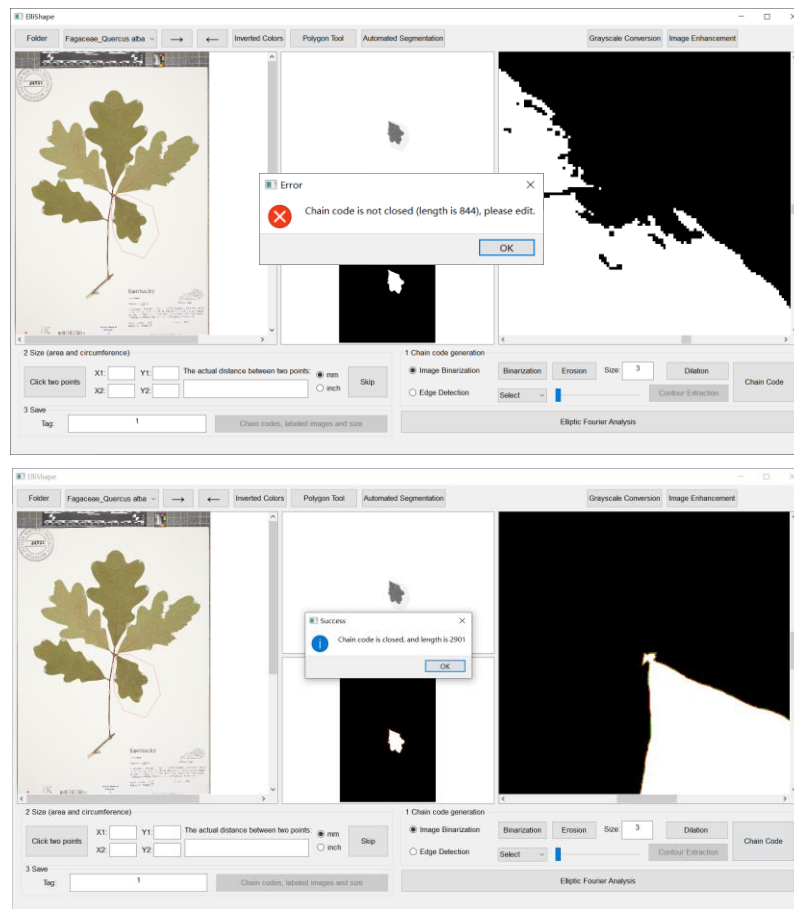 ElliShape
Folder Fagaceae_Quercus alba → ← Inverted Colors Polygon Tool Automated Segmentation Grayscale Conversion Image Enhancement
Error
Chain code is not closed (length is 844), please edit.
OK
Kentucky
2 Size (area and circumference)
Click two points X1: Y1: X2: Y2: The actual distance between two points: mm inch Skip
3 Save
Tag: 1 Chain codes, labeled images and size
1 Chain code generation
Image Binarization Binarization Erosion Size: 3 Dilation
Edge Detection Select Contour Extraction Chain Code
Elliptic Fourier Analysis
ElliShape
Folder Fagaceae_Quercus alba → ← Inverted Colors Polygon Tool Automated Segmentation Grayscale Conversion Image Enhancement
Success
Chain code is closed, and length is 2901
OK
Kentucky
2 Size (area and circumference)
Click two points X1: Y1: X2: Y2: The actual distance between two points: mm inch Skip
3 Save
Tag: 1 Chain codes, labeled images and size
1 Chain code generation
Image Binarization Binarization Erosion Size: 3 Dilation
Edge Detection Select Contour Extraction Chain Code
Elliptic Fourier Analysis